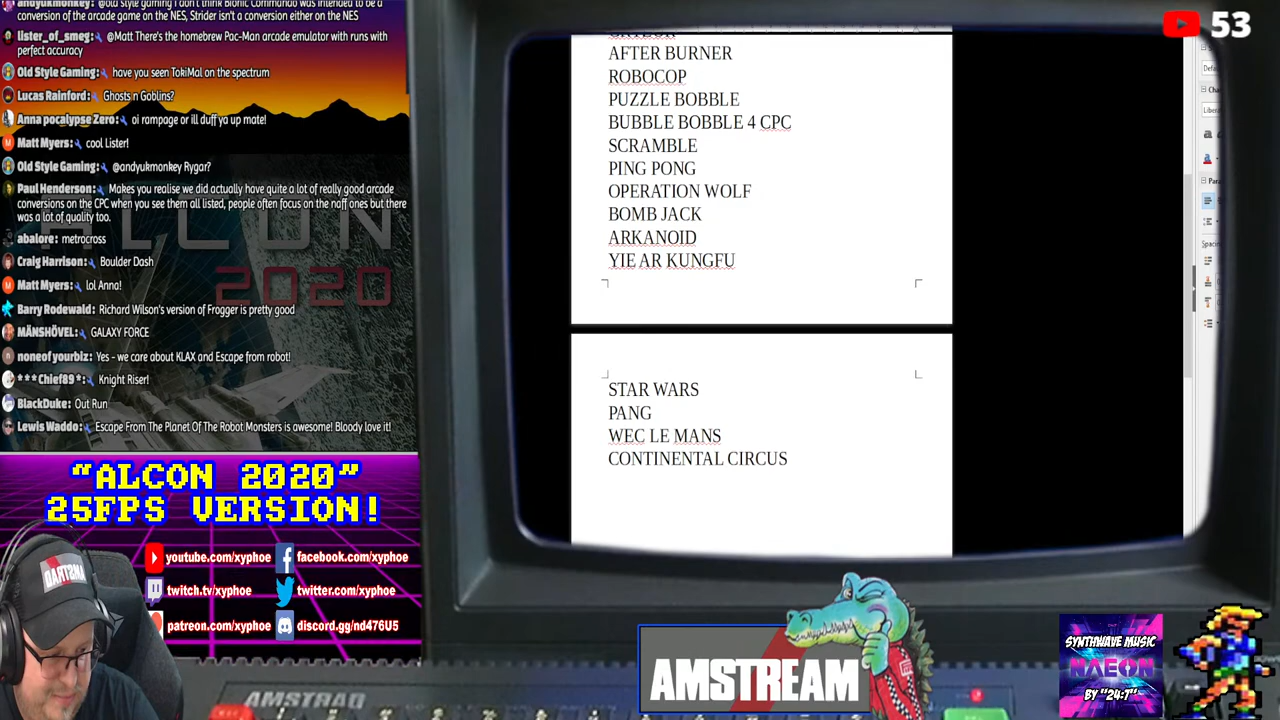 andyukmonkey: @old style gaming I don't think Bionic Commando was intended to be a
conversion of the arcade game on the NES, Strider isn't a conversion either on the
NES
@Matt There's the hombrew Pac-Man arcade emulator with runs with
perfect accuracy
Old Style Gaming: have you seen TokiMal on the spectrum
Lucas Rainford: Ghosts n Goblins?
Anna pocalypse Zero: oi rampage or ill duff ya up mate!
Matt Myers: cool Lister!
Old Style Gaming: @andyukmonkey Rygar?
Paul Henderson: Makes you realise we did actually have quite a lot of really good arcade
conversions on the CPC when you see them all listed, people often focus on the naff ones but there
was a lot of quality too.
abalore: metrocross
Craig Harrison: Boulder Dash
Matt Myers: lol Anna!
Barry Rodewald: Richard Wilson's version of Frogger is pretty good
MÄNSHÖVEL: GALAXY FORCE
noneofyourbiz: Yes - we care about KLAX and Escape from robot!
***Chief89*: Knight Riser!
BlackDuke: Out Run
Lewis Waddo: Escape From The Planet Of The Robot Monsters is awesome! Bloody love it!
ALCON
2020
"ALCON 2020"
25FPS VERSION!
youtube.com/xyphoe
facebook.com/xyphoe
twitch.tv/xyphoe
twitter.com/xyphoe
patreon.com/xyphoe
discord.gg/nd476U5
AFTER BURNER
ROBOCOP
PUZZLE BOBBLE
BUBBLE BOBBLE 4 CPC
SCRAMBLE
PING PONG
OPERATION WOLF
BOMB JACK
ARKANOID
YIE AR KUNGFU
STAR WARS
PANG
WEC LE MANS
CONTINENTAL CIRCUS
53
Defa
Cha
Liber
Para
Spacin
AMSTRAD
AMSTREAM
SYNTHWAVE MUSIC
HAEON
BY "24:7"